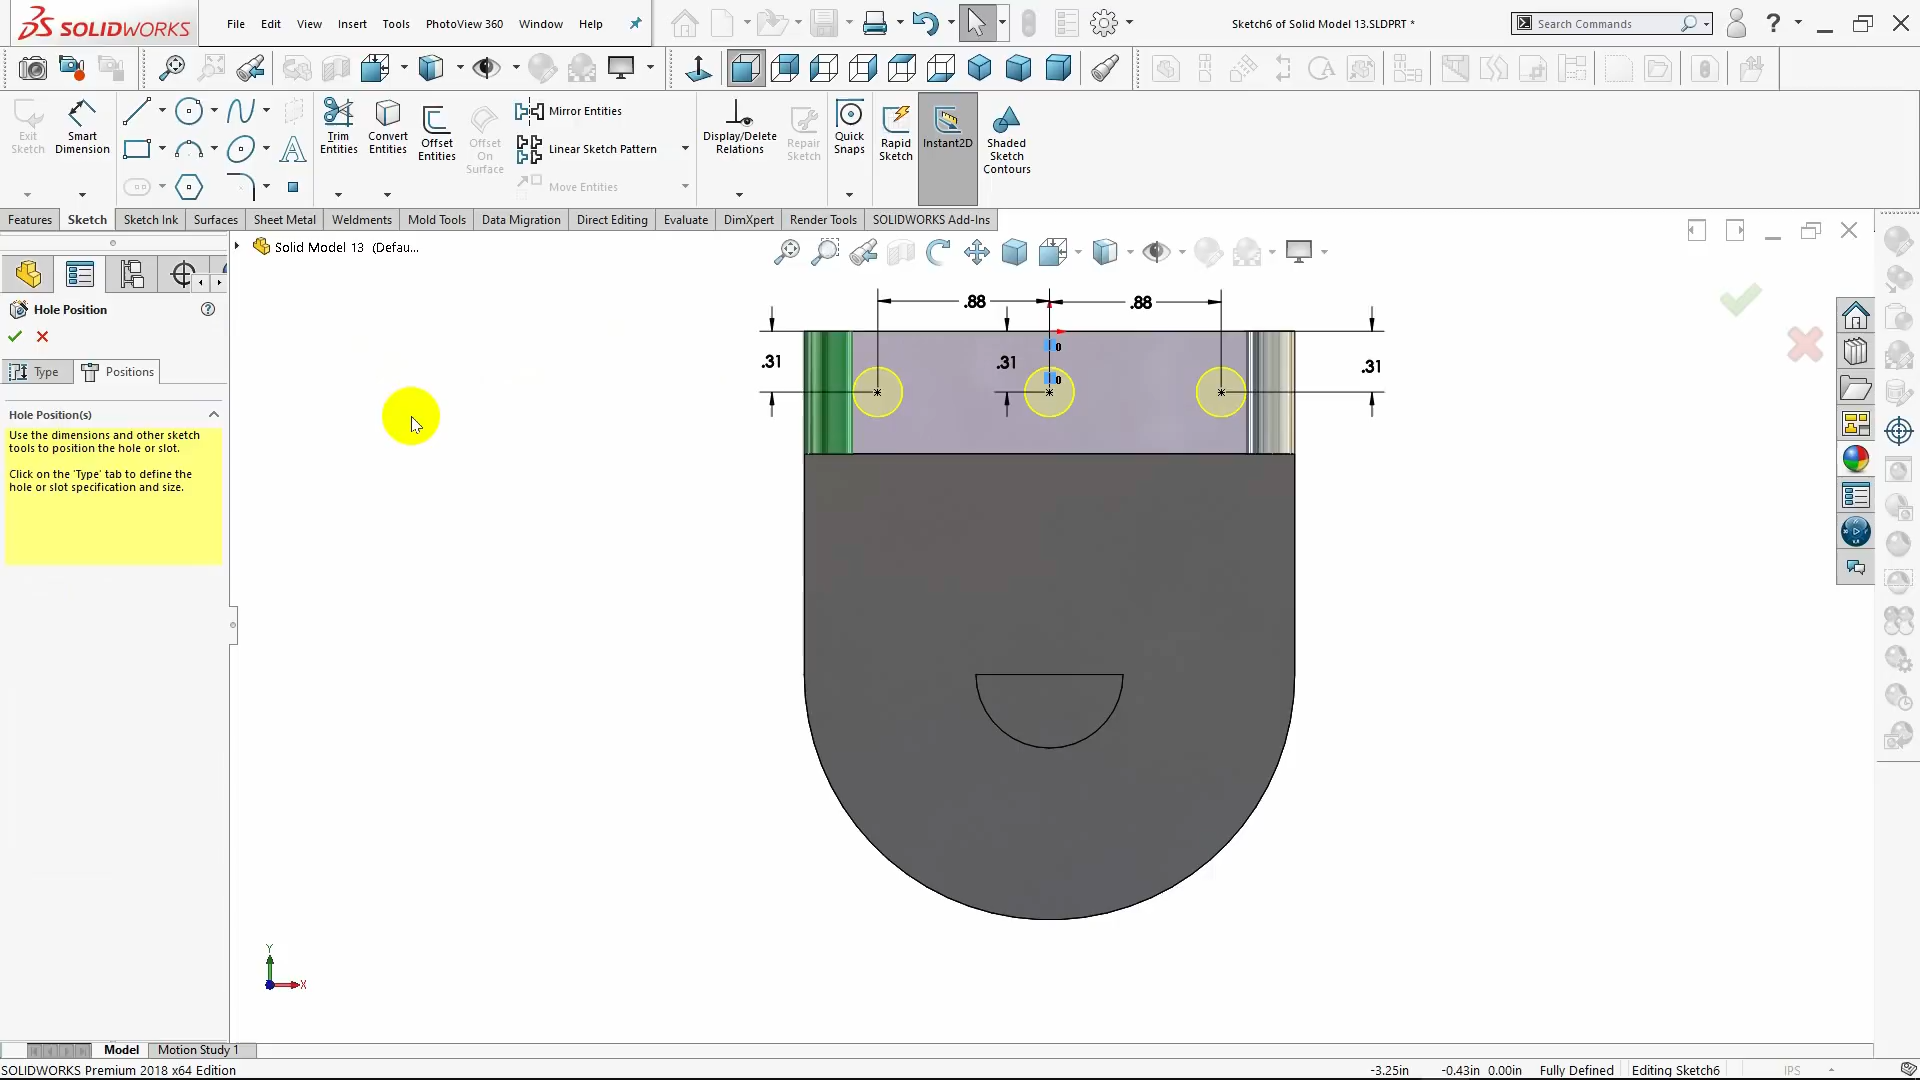 SOLIDWORKS
File Edit View Insert Tools PhotoView 360 Window Help
Sketch6 of Solid Model 13.SLDPRT *
Search Commands
?
Exit Sketch
Smart Dimension
Trim Entities
Convert Entities
Offset Entities
Offset On Surface
Mirror Entities
Linear Sketch Pattern
Move Entities
Display/Delete Relations
Repair Sketch
Quick Snaps
Rapid Sketch
Instant2D
Shaded Sketch Contours
Features Sketch Sketch Ink Surfaces Sheet Metal Weldments Mold Tools Data Migration Direct Editing Evaluate DimXpert Render Tools SOLIDWORKS Add-Ins
Solid Model 13 (Defau...
Hole Position
?
Type Positions
Hole Position(s)
Use the dimensions and other sketch
tools to position the hole or slot.
Click on the 'Type' tab to define the
hole or slot specification and size.
.88 .88
.31 .31 .31
0
0
Y
X
Model Motion Study 1
SOLIDWORKS Premium 2018 x64 Edition
-3.25in -0.43in 0.00in Fully Defined Editing Sketch6 IPS